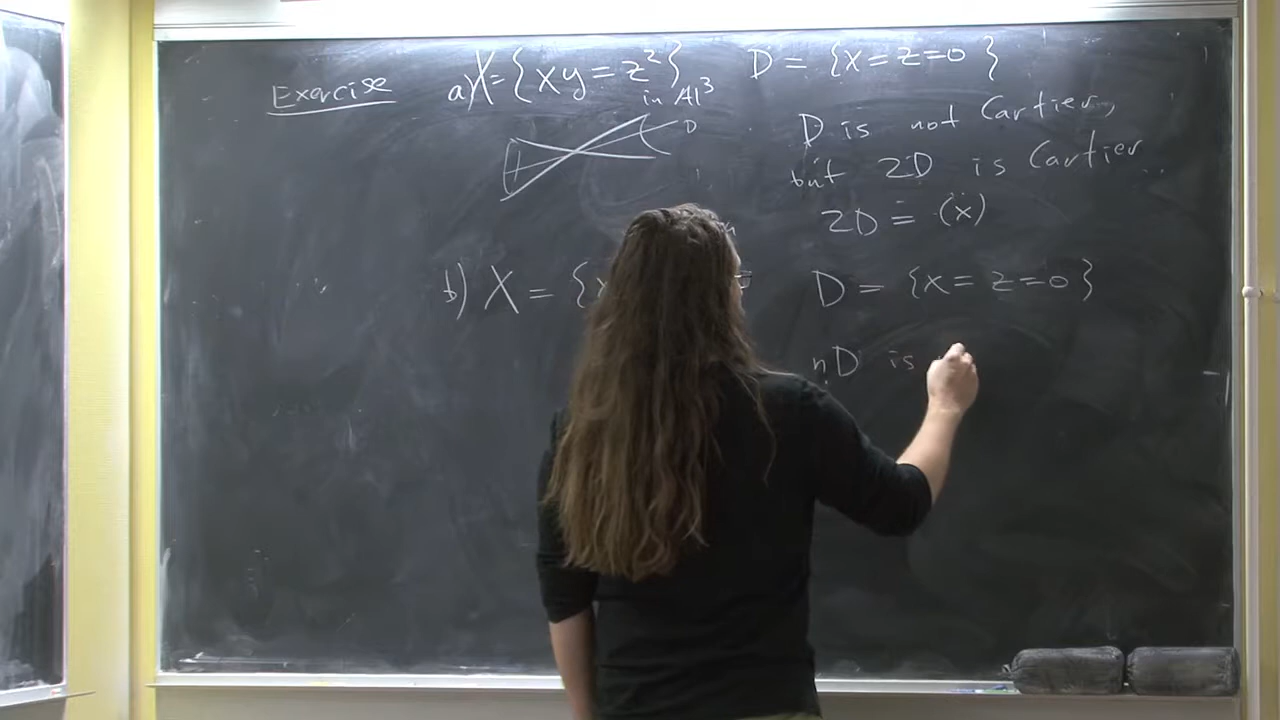 Exercise
a) X = {xy = z²} in A³
D = {x = z = 0}
D
D is not Cartier,
but 2D is Cartier
2D = (x)
b) X = {x
D = {x = z = 0}
nD is